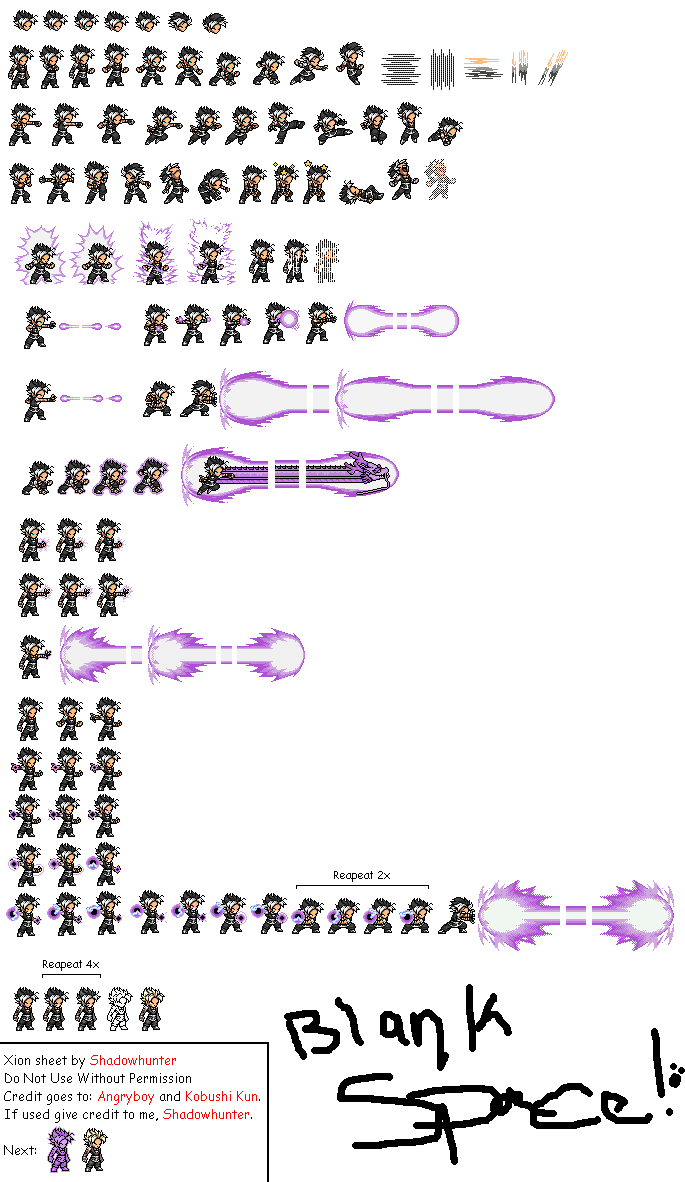 Reapeat 2x
Reapeat 4x
Blank
Space!
Xion sheet by Shadowhunter
Do Not Use Without Permission
Credit goes to: Angryboy and Kobushi Kun.
If used give credit to me, Shadowhunter.
Next: